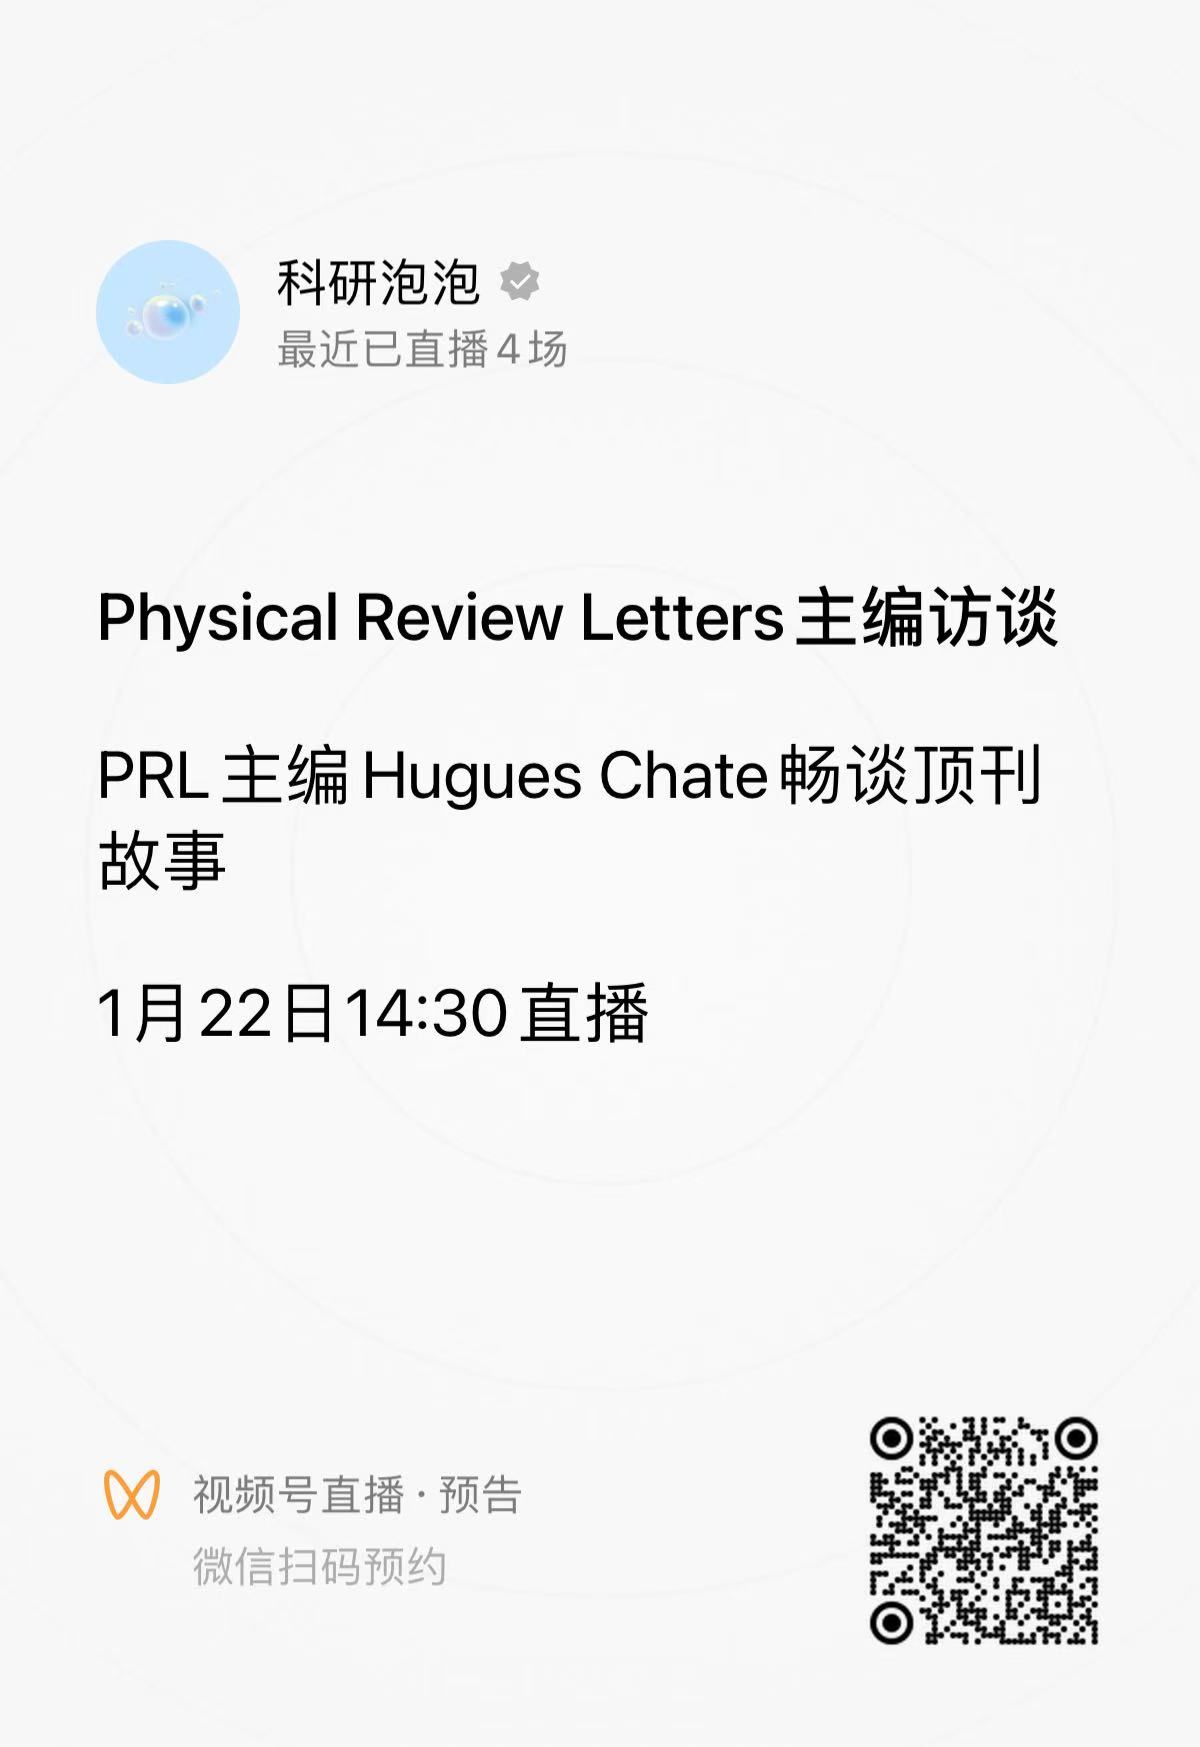 科研泡泡
最近已直播4场
Physical Review Letters主编访谈
PRL主编Hugues Chate畅谈顶刊
故事
1月22日14:30直播
视频号直播·预告
微信扫码预约